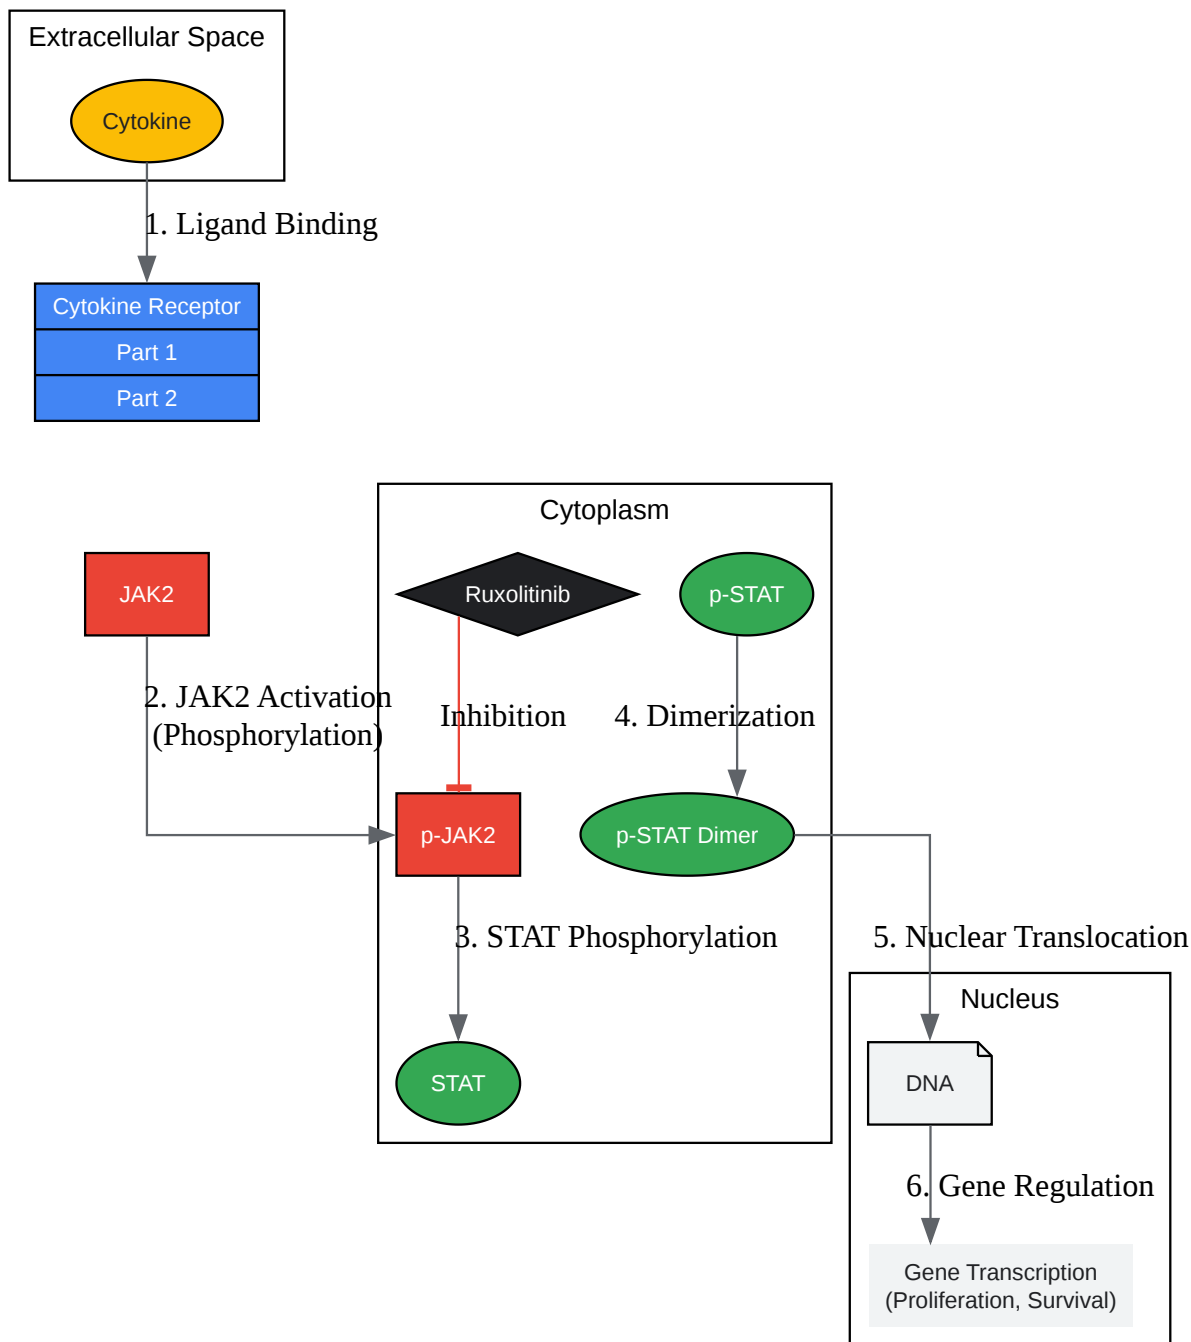 Extracellular Space
Cytokine
1. Ligand Binding
Cytokine Receptor
Part 1
Part 2
Cytoplasm
JAK2
Ruxolitinib
p-STAT
2. JAK2 Activation
(Phosphorylation)
Inhibition
4. Dimerization
p-JAK2
p-STAT Dimer
3. STAT Phosphorylation
5. Nuclear Translocation
Nucleus
STAT
DNA
6. Gene Regulation
Gene Transcription
(Proliferation, Survival)